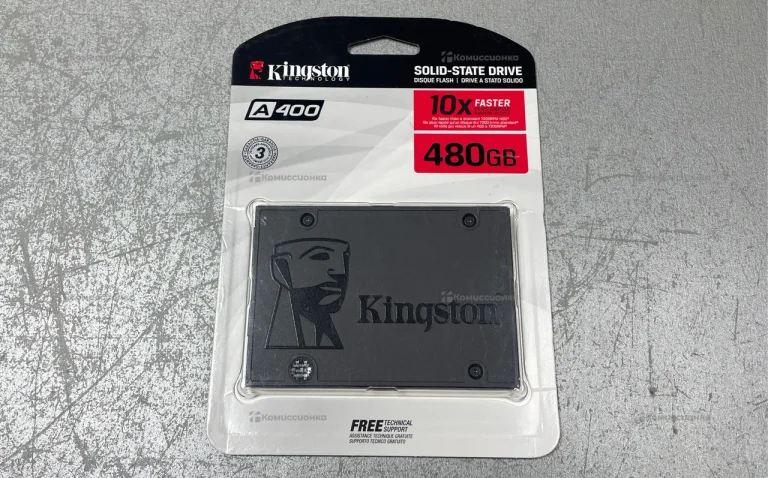 Комиссионка
Kingston
TECHNOLOGY
SOLID-STATE DRIVE
DISQUE FLASH | DRIVE A STATO SOLIDO
A400
10x FASTER
480GB
3
Комиссионка
Комиссионка
Kingston
Комиссионка
Комиссионка
FREE TECHNICAL SUPPORT
ASSISTANCE TECHNIQUE GRATUITE
SUPPORTO TECNICO GRATUITO